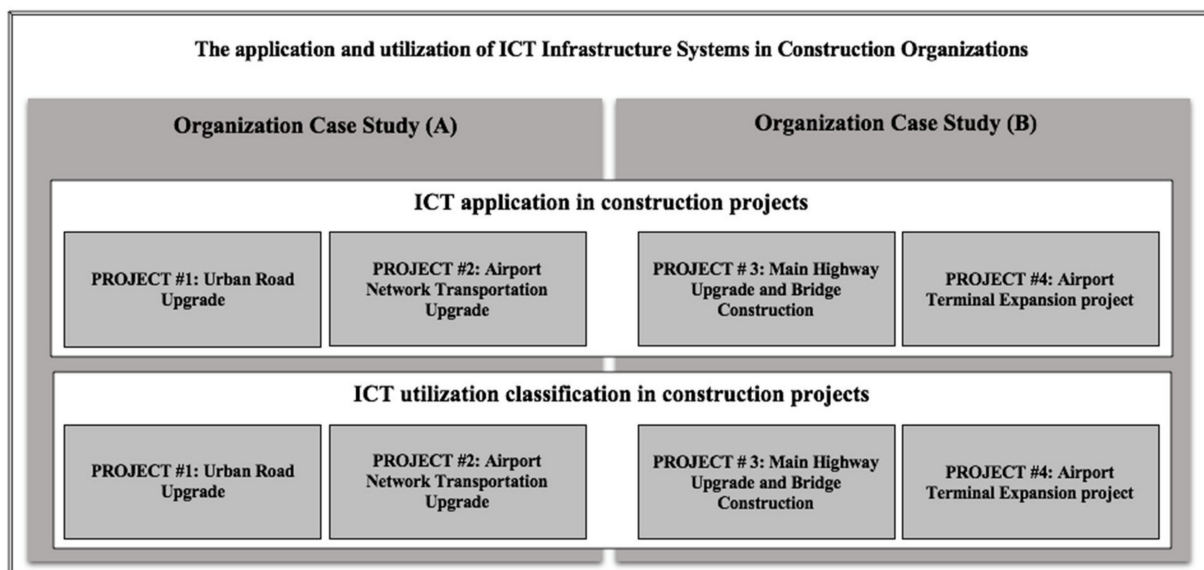 The application and utilization of ICT Infrastructure Systems in Construction Organizations
Organization Case Study (A)
Organization Case Study (B)
ICT application in construction projects
PROJECT #1: Urban Road
Upgrade
PROJECT #2: Airport
Network Transportation
Upgrade
PROJECT # 3: Main Highway
Upgrade and Bridge
Construction
PROJECT #4: Airport
Terminal Expansion project
ICT utilization classification in construction projects
PROJECT #1: Urban Road
Upgrade
PROJECT #2: Airport
Network Transportation
Upgrade
PROJECT # 3: Main Highway
Upgrade and Bridge
Construction
PROJECT #4: Airport
Terminal Expansion project